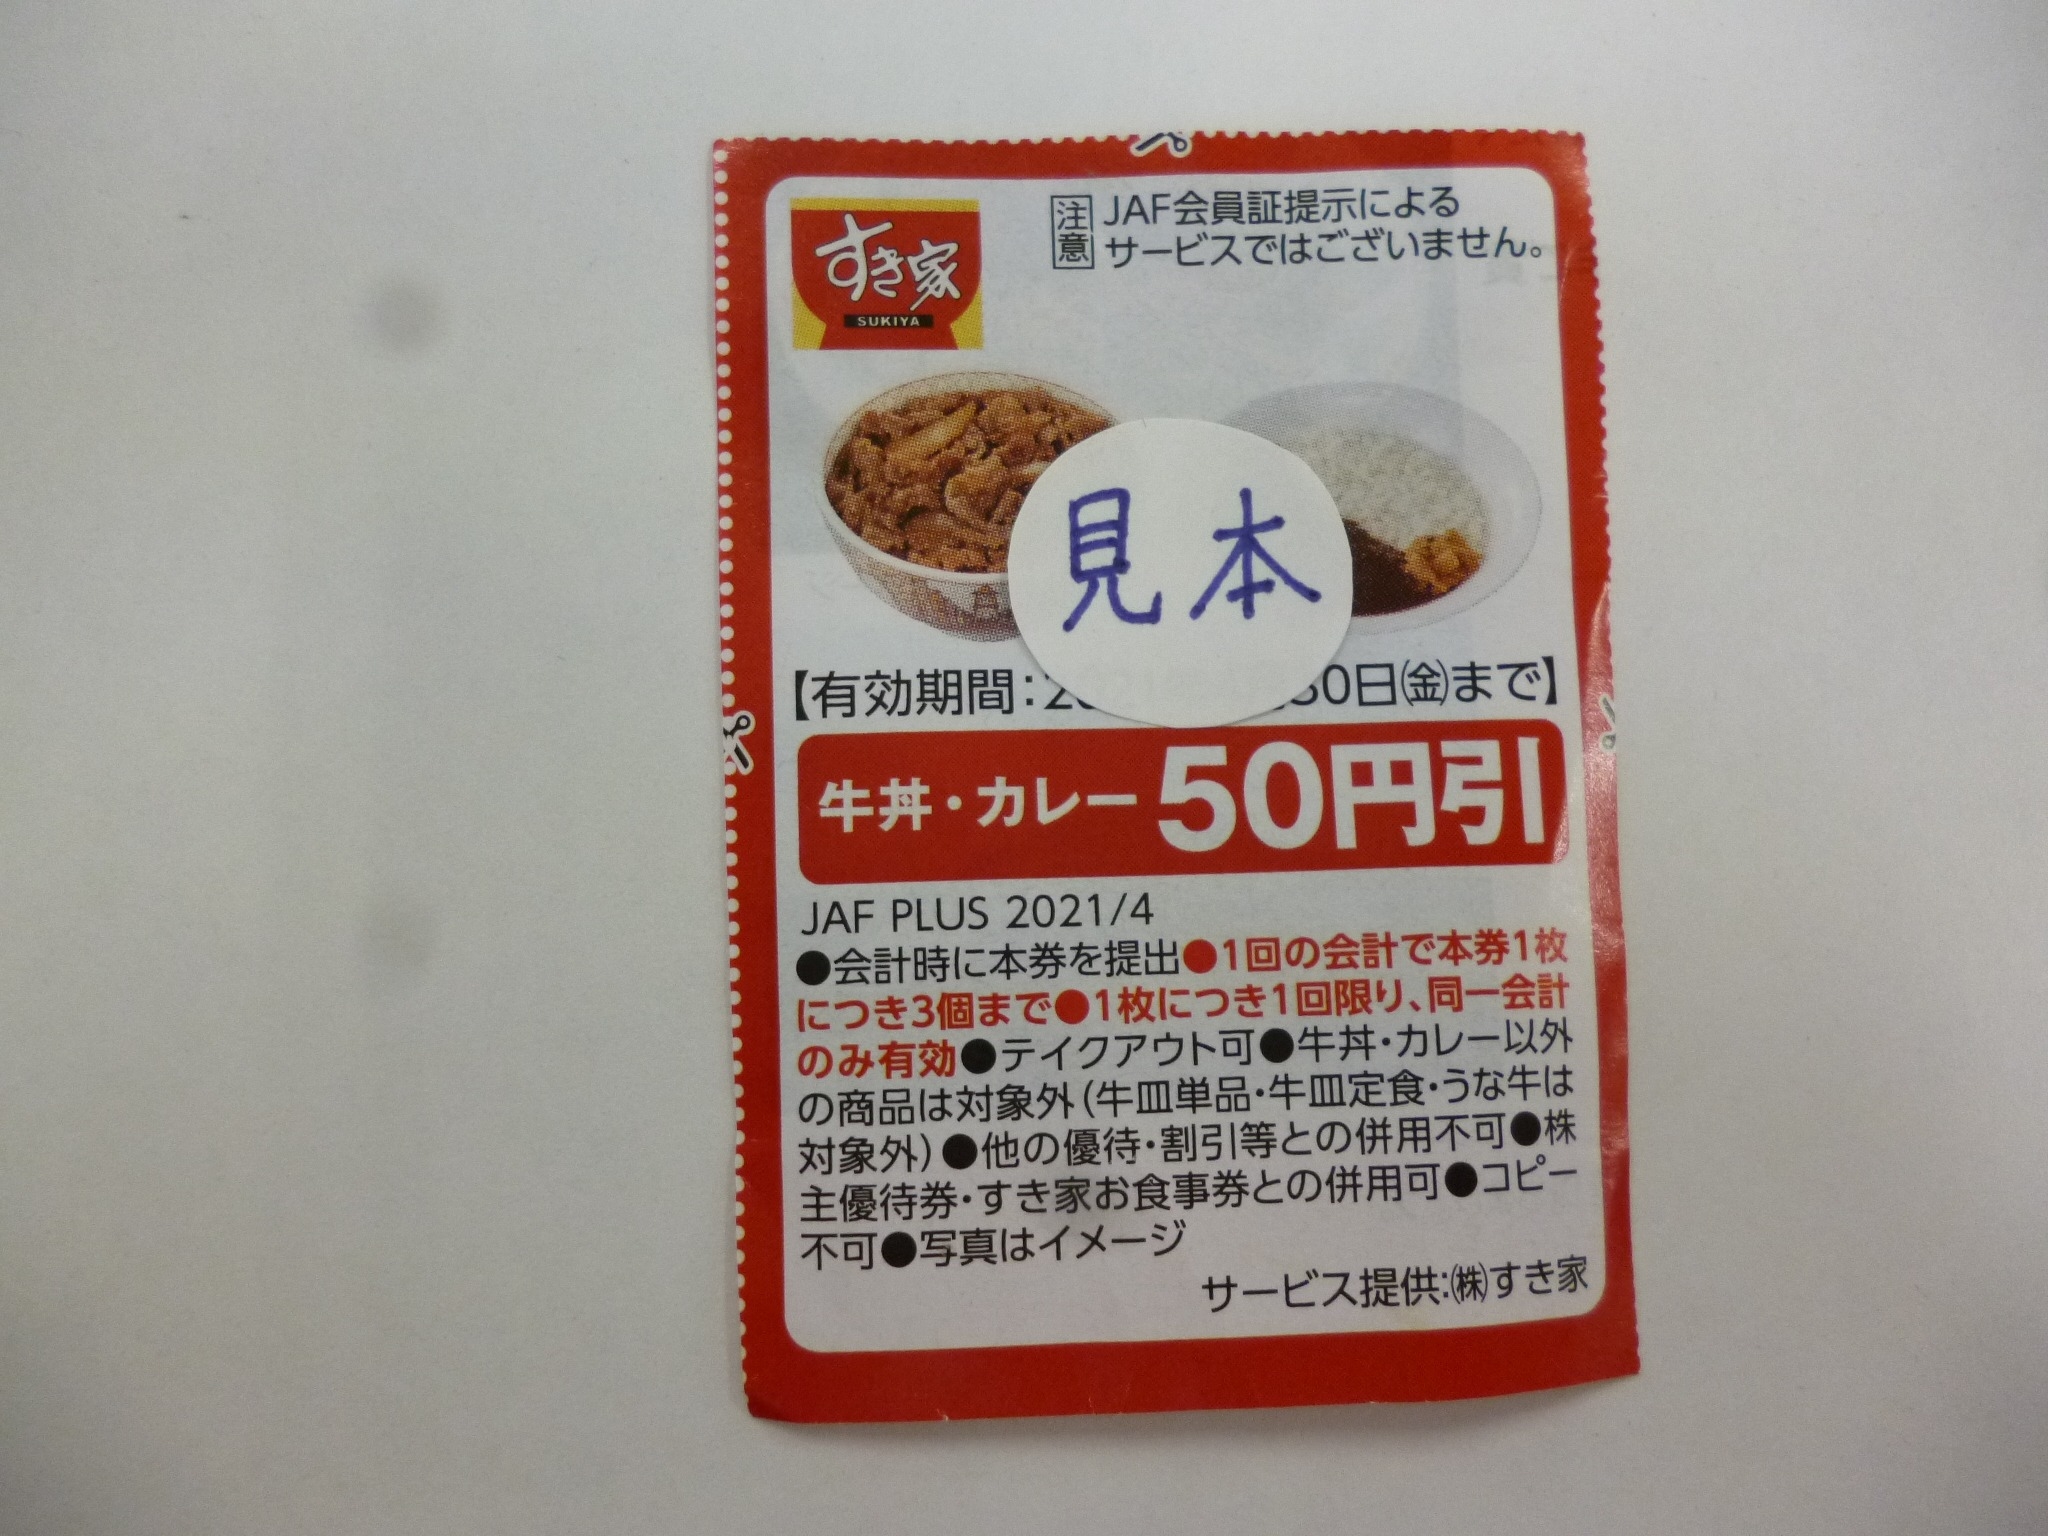 すき家
SUKIYA
注意
JAF会員証提示による
サービスではございません。
見本
【有効期間:2 30日㈮まで】
牛丼・カレー50円引
JAF PLUS 2021/4
●会計時に本券を提出●1回の会計で本券1枚
につき3個まで●1枚につき1回限り、同一会計
のみ有効●テイクアウト可●牛丼・カレー以外
の商品は対象外(牛皿単品・牛皿定食・うな牛は
対象外)●他の優待・割引等との併用不可●株
主優待券・すき家お食事券との併用可●コピー
不可●写真はイメージ
サービス提供:㈱すき家